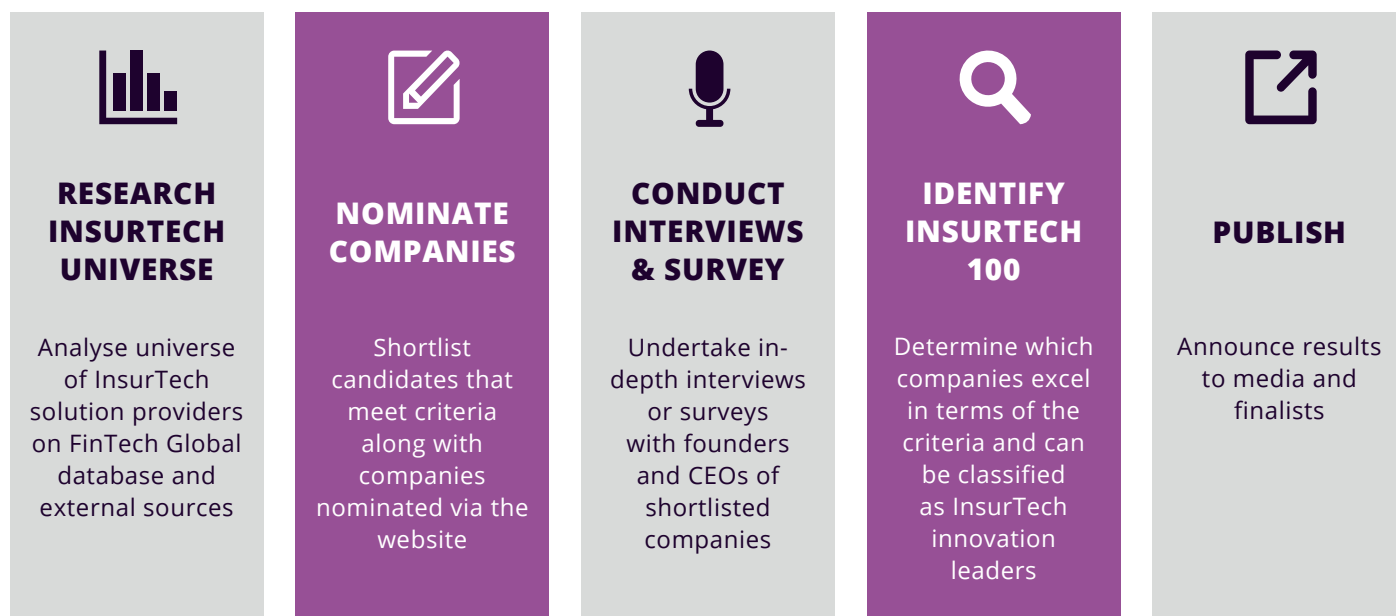 RESEARCH
INSURTECH
UNIVERSE
Analyse universe
of InsurTech
solution providers
on FinTech Global
database and
external sources
NOMINATE
COMPANIES
Shortlist
candidates that
meet criteria
along with
companies
nominated via the
website
CONDUCT
INTERVIEWS
& SURVEY
Undertake in-
depth interviews
or surveys
with founders
and CEOs of
shortlisted
companies
IDENTIFY
INSURTECH
100
Determine which
companies excel
in terms of the
criteria and can
be classified
as InsurTech
innovation
leaders
PUBLISH
Announce results
to media and
finalists